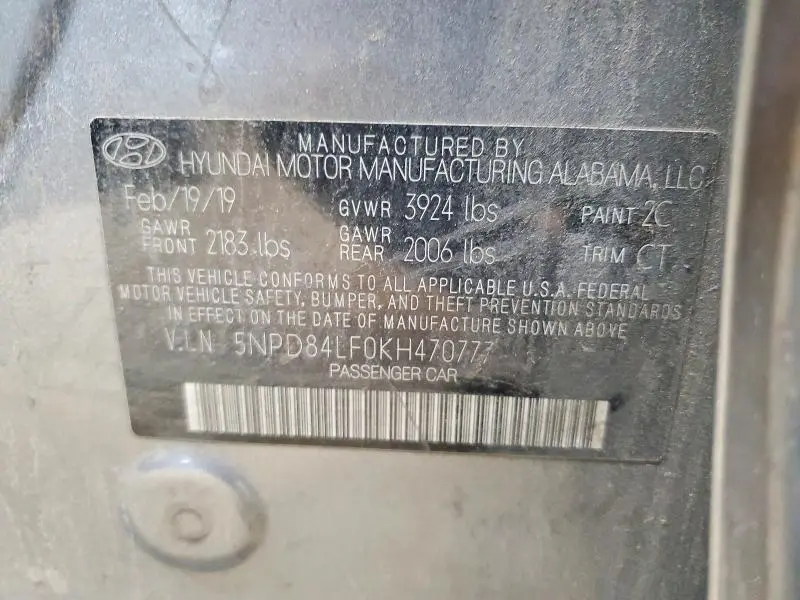 MANUFACTURED BY
HYUNDAI MOTOR MANUFACTURING ALABAMA, LLC
Feb/19/19 GVWR 3924 lbs PAINT 2C
GAWR FRONT 2183 lbs GAWR REAR 2006 lbs TRIM CT
THIS VEHICLE CONFORMS TO ALL APPLICABLE U.S.A. FEDERAL
MOTOR VEHICLE SAFETY, BUMPER, AND THEFT PREVENTION STANDARDS
IN EFFECT ON THE DATE OF MANUFACTURE SHOWN ABOVE
V.I.N 5NPD84LF0KH470777
PASSENGER CAR